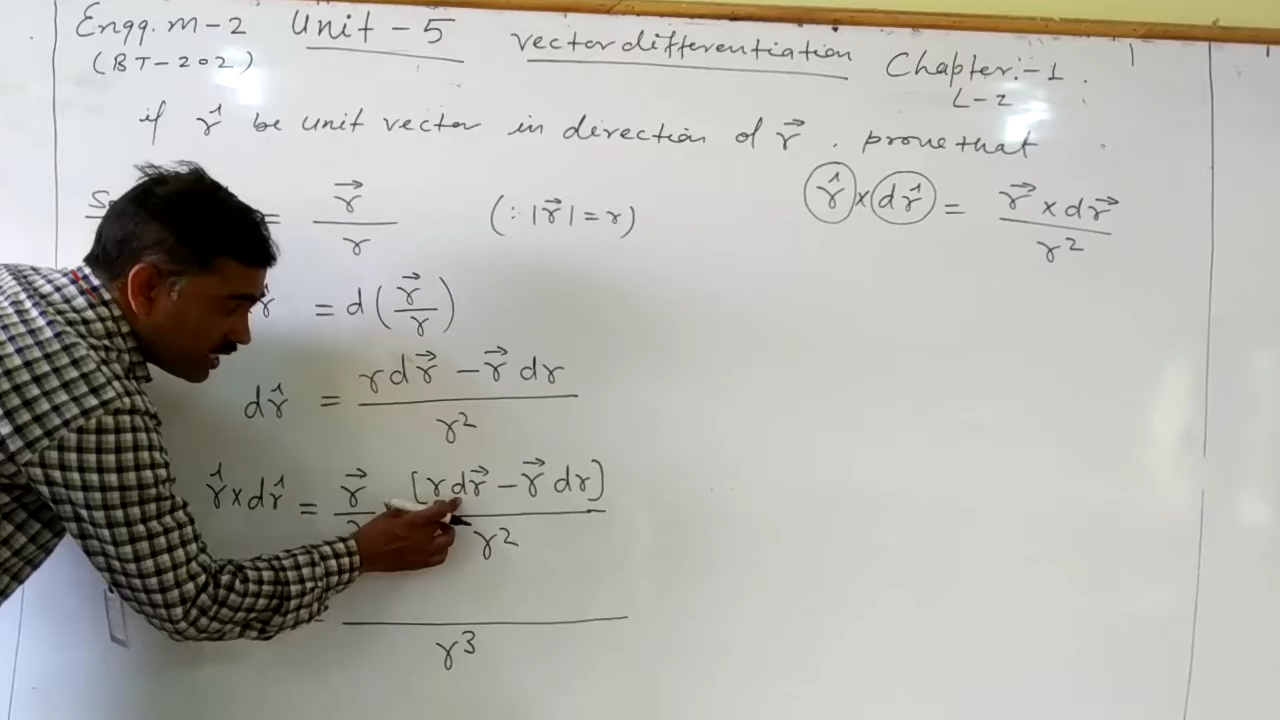 Engg. m-2 Unit - 5 vector differentiation Chapter:-1.
(BT-202) L-2
if r̂ be unit vector in direction of r⃗ . prove that
r̂ × dr̂ = r⃗ × dr⃗ / r²
= r⃗ / r (∵ |r⃗| = r)
r̂ = d(r⃗ / r)
dr̂ = r dr⃗ - r⃗ dr / r²
r̂ × dr̂ = r⃗ / [r dr⃗ - r⃗ dr] / r²
r³